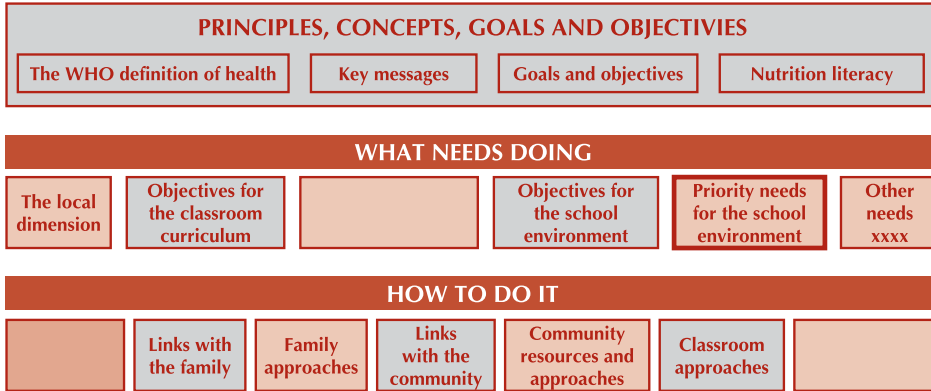 PRINCIPLES, CONCEPTS, GOALS AND OBJECTIVIES
The WHO definition of health
Key messages
Goals and objectives
Nutrition literacy
WHAT NEEDS DOING
The local
dimension
Objectives for
the classroom
curriculum
Objectives for
the school
environment
Priority needs
for the school
environment
Other
needs
xxxx
HOW TO DO IT
Links with
the family
Family
approaches
Links
with the
community
Community
resources and
approaches
Classroom
approaches